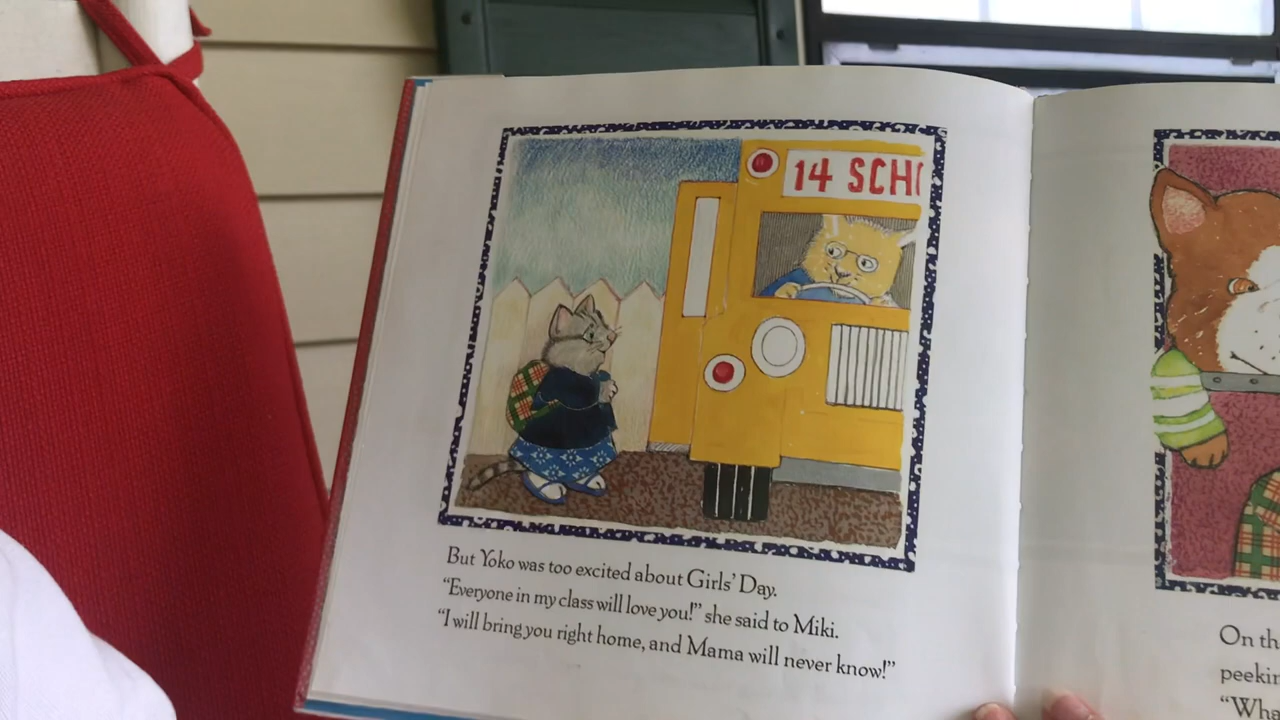 14 SCH
But Yoko was too excited about Girls' Day.
"Everyone in my class will love you!" she said to Miki.
"I will bring you right home, and Mama will never know!"
On th
peekin
"Wha